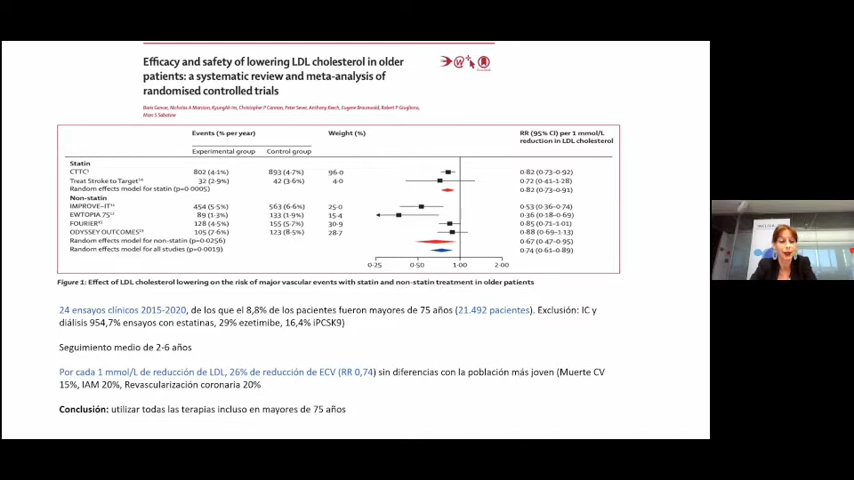 Efficacy and safety of lowering LDL cholesterol in older
patients: a systematic review and meta-analysis of
randomised controlled trials
Events (% per year) Weight (%) RR (95% CI) per 1 mmol/L
reduction in LDL cholesterol
Experimental group Control group
Statin
CTTC 802 (4·1%) 893 (4·7%) 96·0 0·82 (0·73–0·92)
Treat Stroke to Target 32 (2·9%) 42 (3·6%) 4·0 0·72 (0·41–1·28)
Random effects model for statin (p=0·0005) 0·82 (0·73–0·91)
Non-statin
IMPROVE-IT 454 (5·5%) 563 (6·6%) 25·0 0·53 (0·36–0·74)
EWTOPIA 75 89 (1·3%) 133 (1·9%) 15·4 0·36 (0·18–0·69)
FOURIER 128 (4·5%) 155 (5·7%) 30·9 0·85 (0·71–1·01)
ODYSSEY OUTCOMES 105 (7·6%) 123 (8·5%) 28·7 0·88 (0·69–1·13)
Random effects model for non-statin (p=0·0256) 0·67 (0·47–0·95)
Random effects model for all studies (p=0·0019) 0·74 (0·61–0·89)
0·25 0·50 1·00 2·00
Figure 1: Effect of LDL cholesterol lowering on the risk of major vascular events with statin and non-statin treatment in older patients
24 ensayos clínicos 2015-2020, de los que el 8,8% de los pacientes fueron mayores de 75 años (21.492 pacientes). Exclusión: IC y
diálisis 954,7% ensayos con estatinas, 29% ezetimibe, 16,4% iPCSK9)
Seguimiento medio de 2-6 años
Por cada 1 mmol/L de reducción de LDL, 26% de reducción de ECV (RR 0,74) sin diferencias con la población más joven (Muerte CV
15%, IAM 20%, Revascularización coronaria 20%
Conclusión: utilizar todas las terapias incluso en mayores de 75 años